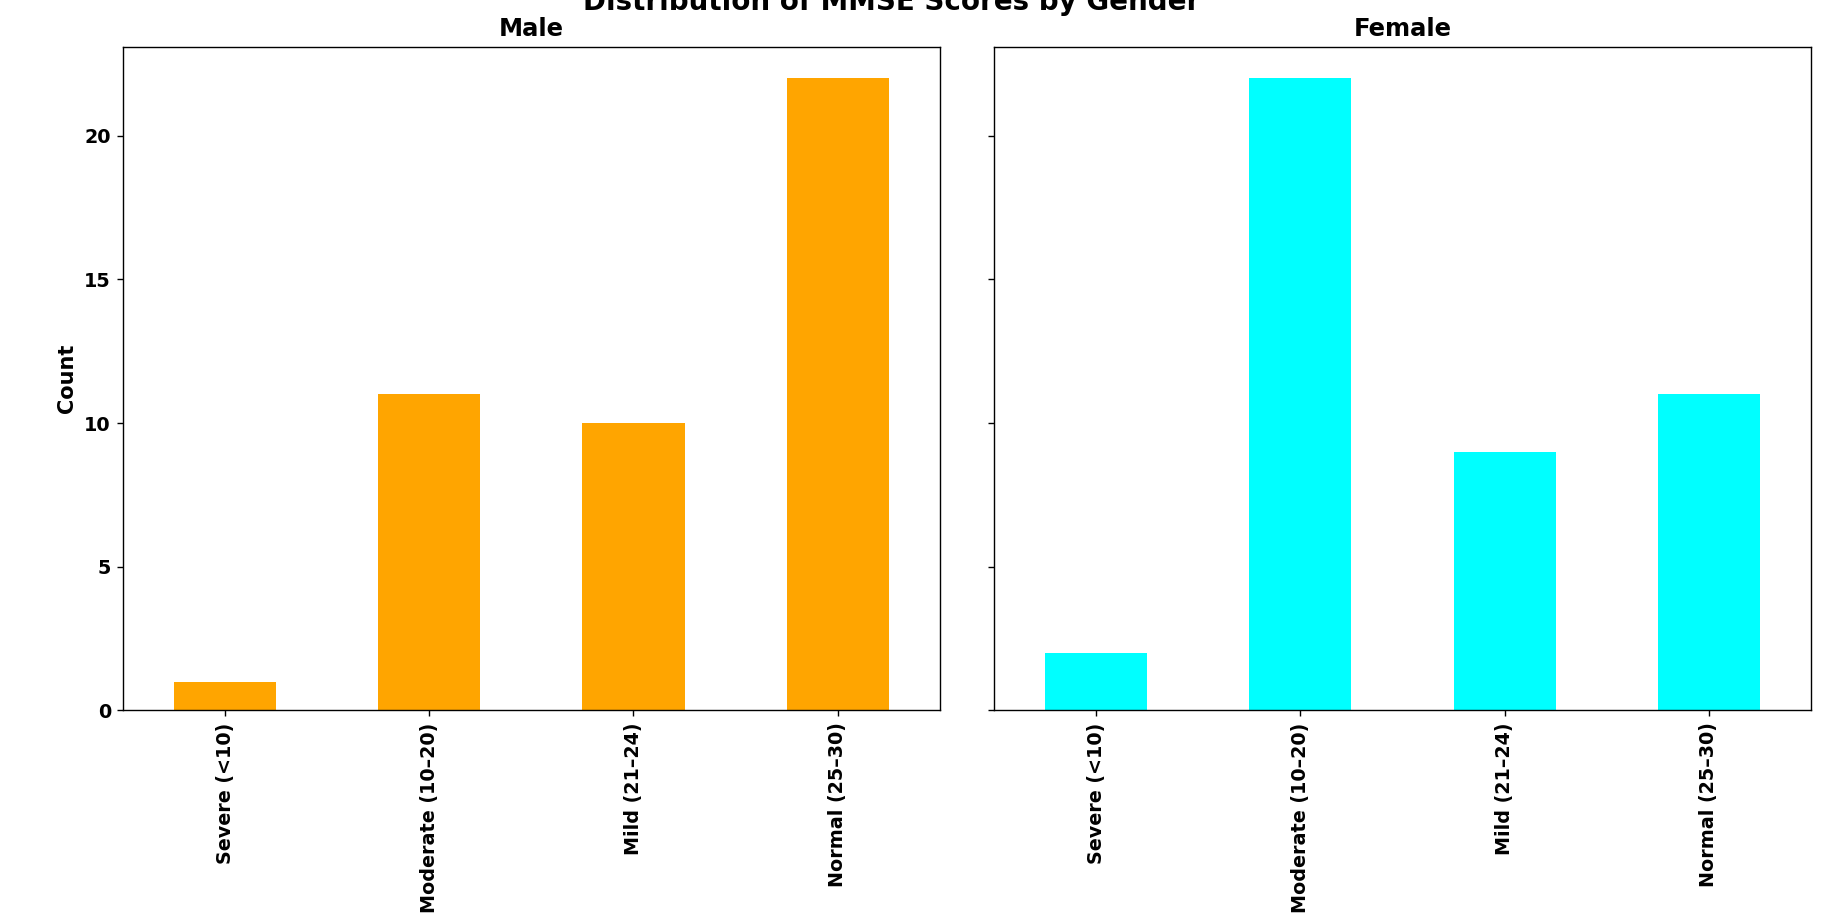 Distribution of MMSE Scores by Gender
Male
Female
Count
20
15
10
5
0
Severe (<10)
Moderate (10–20)
Mild (21–24)
Normal (25–30)
Severe (<10)
Moderate (10–20)
Mild (21–24)
Normal (25–30)